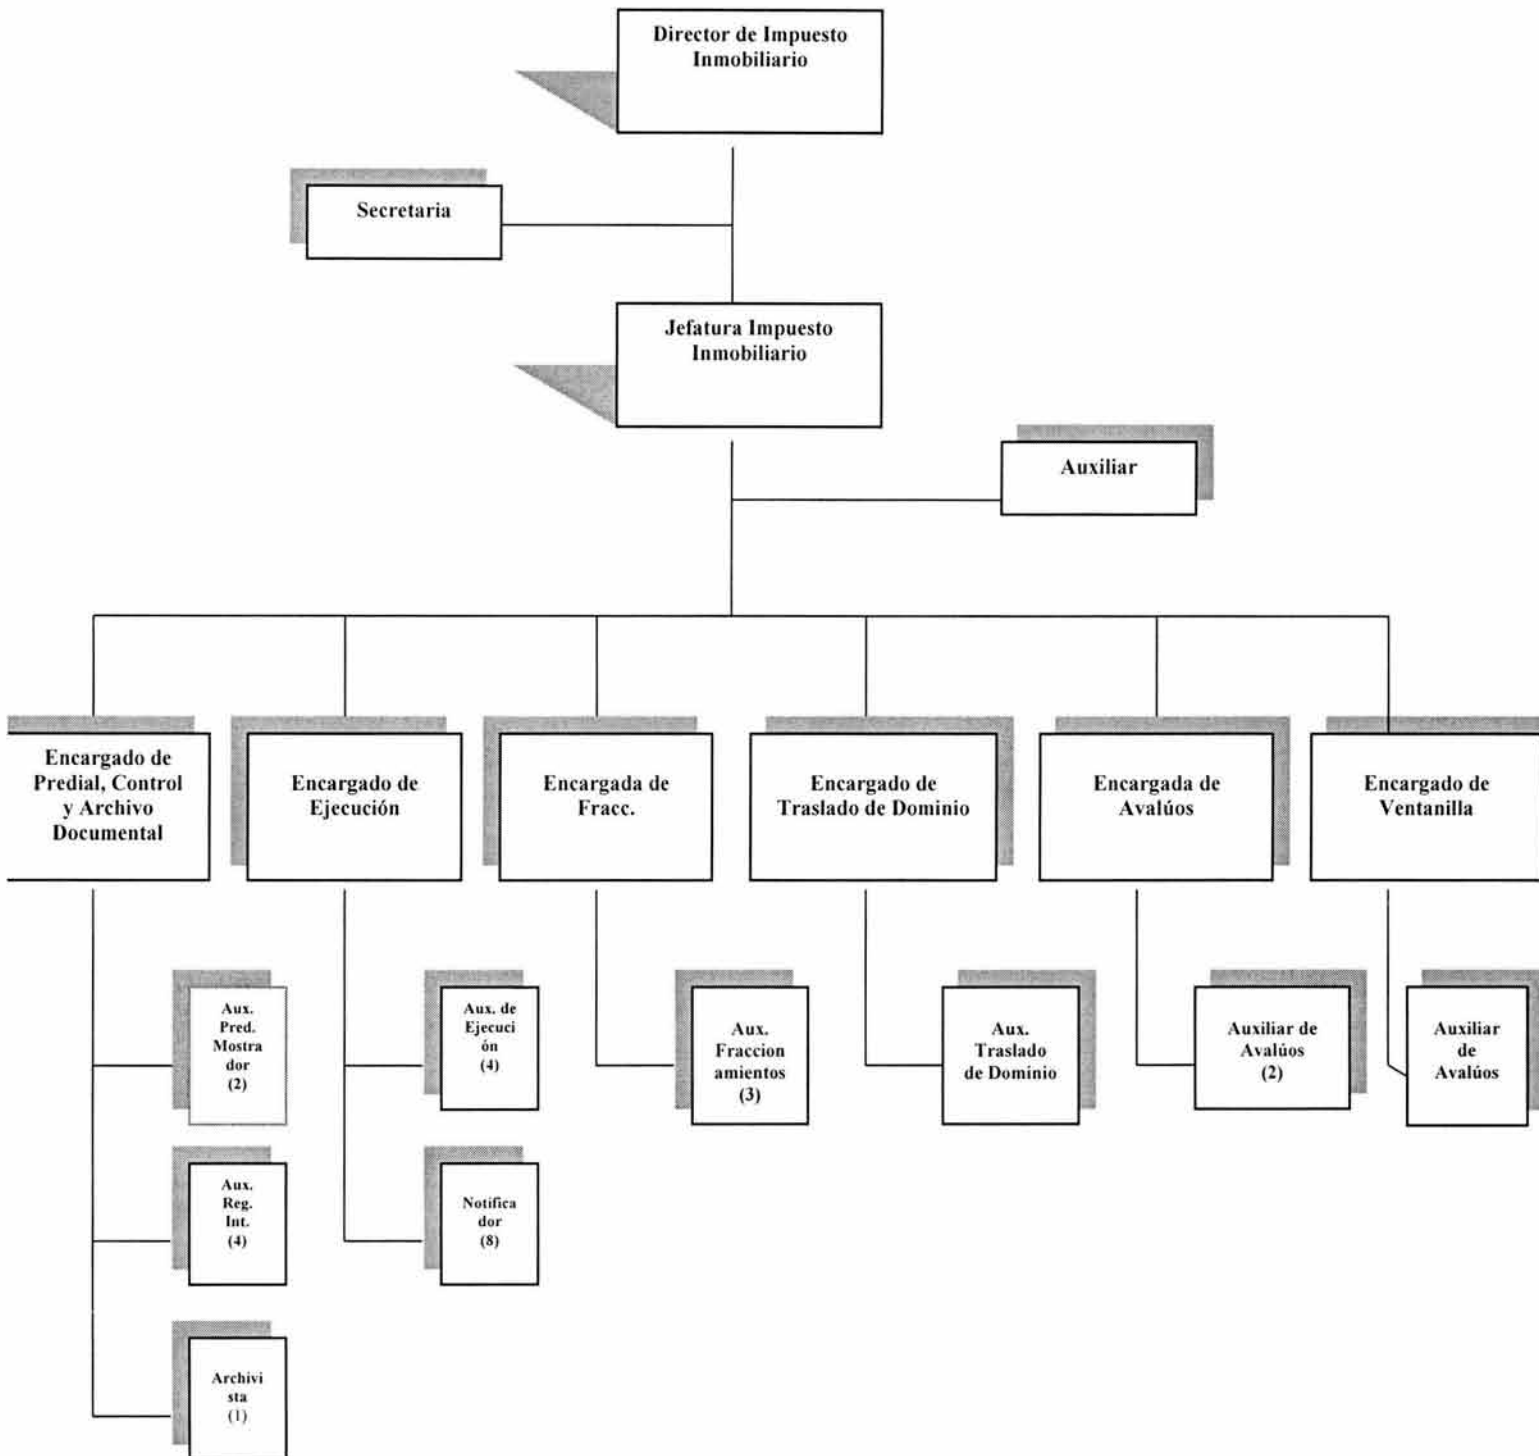 Director de Impuesto
Inmobiliario
Secretaria
Jefatura Impuesto
Inmobiliario
Auxiliar
Encargado de
Predial, Control
y Archivo
Documental
Encargado de
Ejecución
Encargada de
Fracc.
Encargado de
Traslado de Dominio
Encargada de
Avalúos
Encargado de
Ventanilla
Aux.
Pred.
Mostra
dor
(2)
Aux. de
Ejecuci
ón
(4)
Aux.
Fraccion
amientos
(3)
Aux.
Traslado
de Dominio
Auxiliar de
Avalúos
(2)
Auxiliar
de
Avalúos
Aux.
Reg.
Int.
(4)
Notifica
dor
(8)
Archivi
sta
(1)